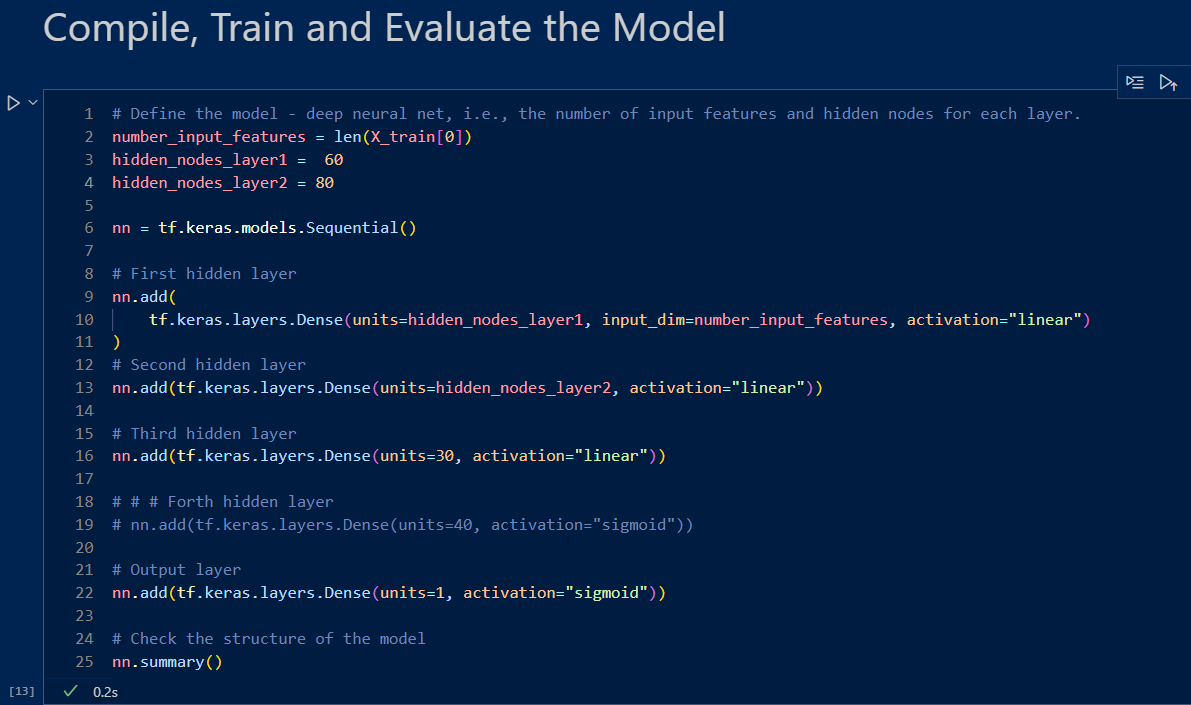 Compile, Train and Evaluate the Model
1 # Define the model - deep neural net, i.e., the number of input features and hidden nodes for each layer.
2 number_input_features = len(X_train[0])
3 hidden_nodes_layer1 =  60
4 hidden_nodes_layer2 = 80
5
6 nn = tf.keras.models.Sequential()
7
8 # First hidden layer
9 nn.add(
10     tf.keras.layers.Dense(units=hidden_nodes_layer1, input_dim=number_input_features, activation="linear")
11 )
12 # Second hidden layer
13 nn.add(tf.keras.layers.Dense(units=hidden_nodes_layer2, activation="linear"))
14
15 # Third hidden layer
16 nn.add(tf.keras.layers.Dense(units=30, activation="linear"))
17
18 # # # Forth hidden layer
19 # nn.add(tf.keras.layers.Dense(units=40, activation="sigmoid"))
20
21 # Output layer
22 nn.add(tf.keras.layers.Dense(units=1, activation="sigmoid"))
23
24 # Check the structure of the model
25 nn.summary()
[13] 0.2s